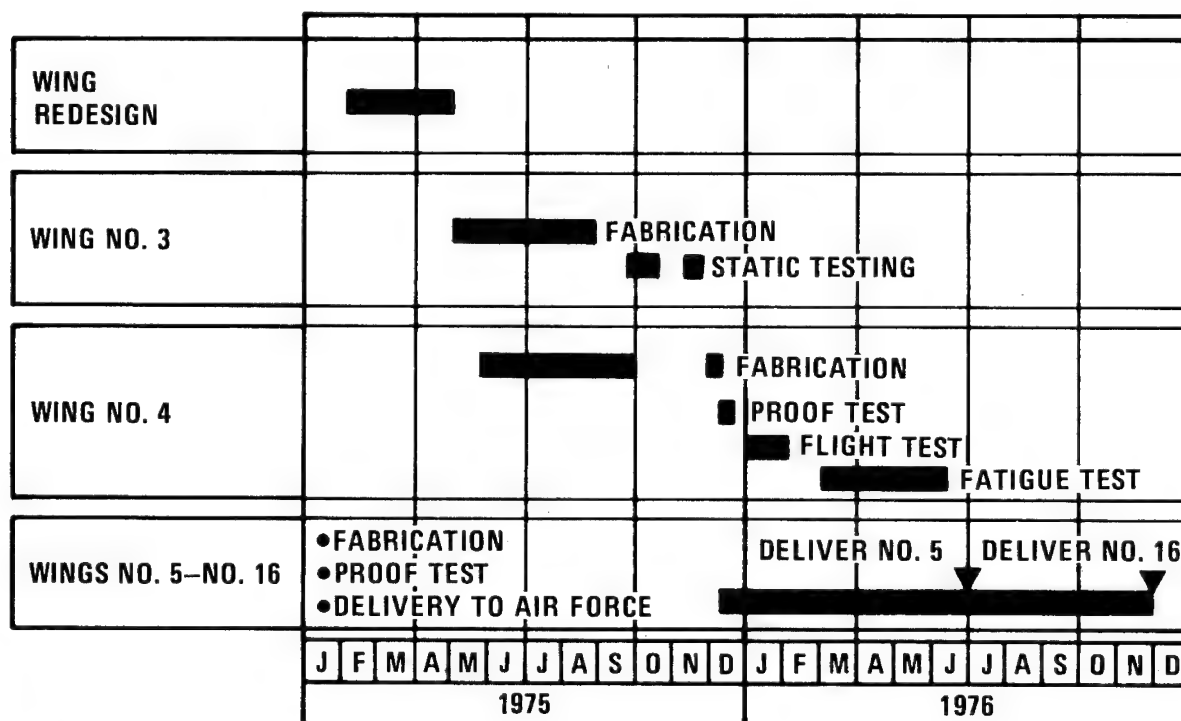 WING
REDESIGN
WING NO. 3
FABRICATION
STATIC TESTING
WING NO. 4
FABRICATION
PROOF TEST
FLIGHT TEST
FATIGUE TEST
WINGS NO. 5–NO. 16
•FABRICATION
•PROOF TEST
•DELIVERY TO AIR FORCE
DELIVER NO. 5 DELIVER NO. 16
J F M A M J J A S O N D J F M A M J J A S O N D
1975 1976